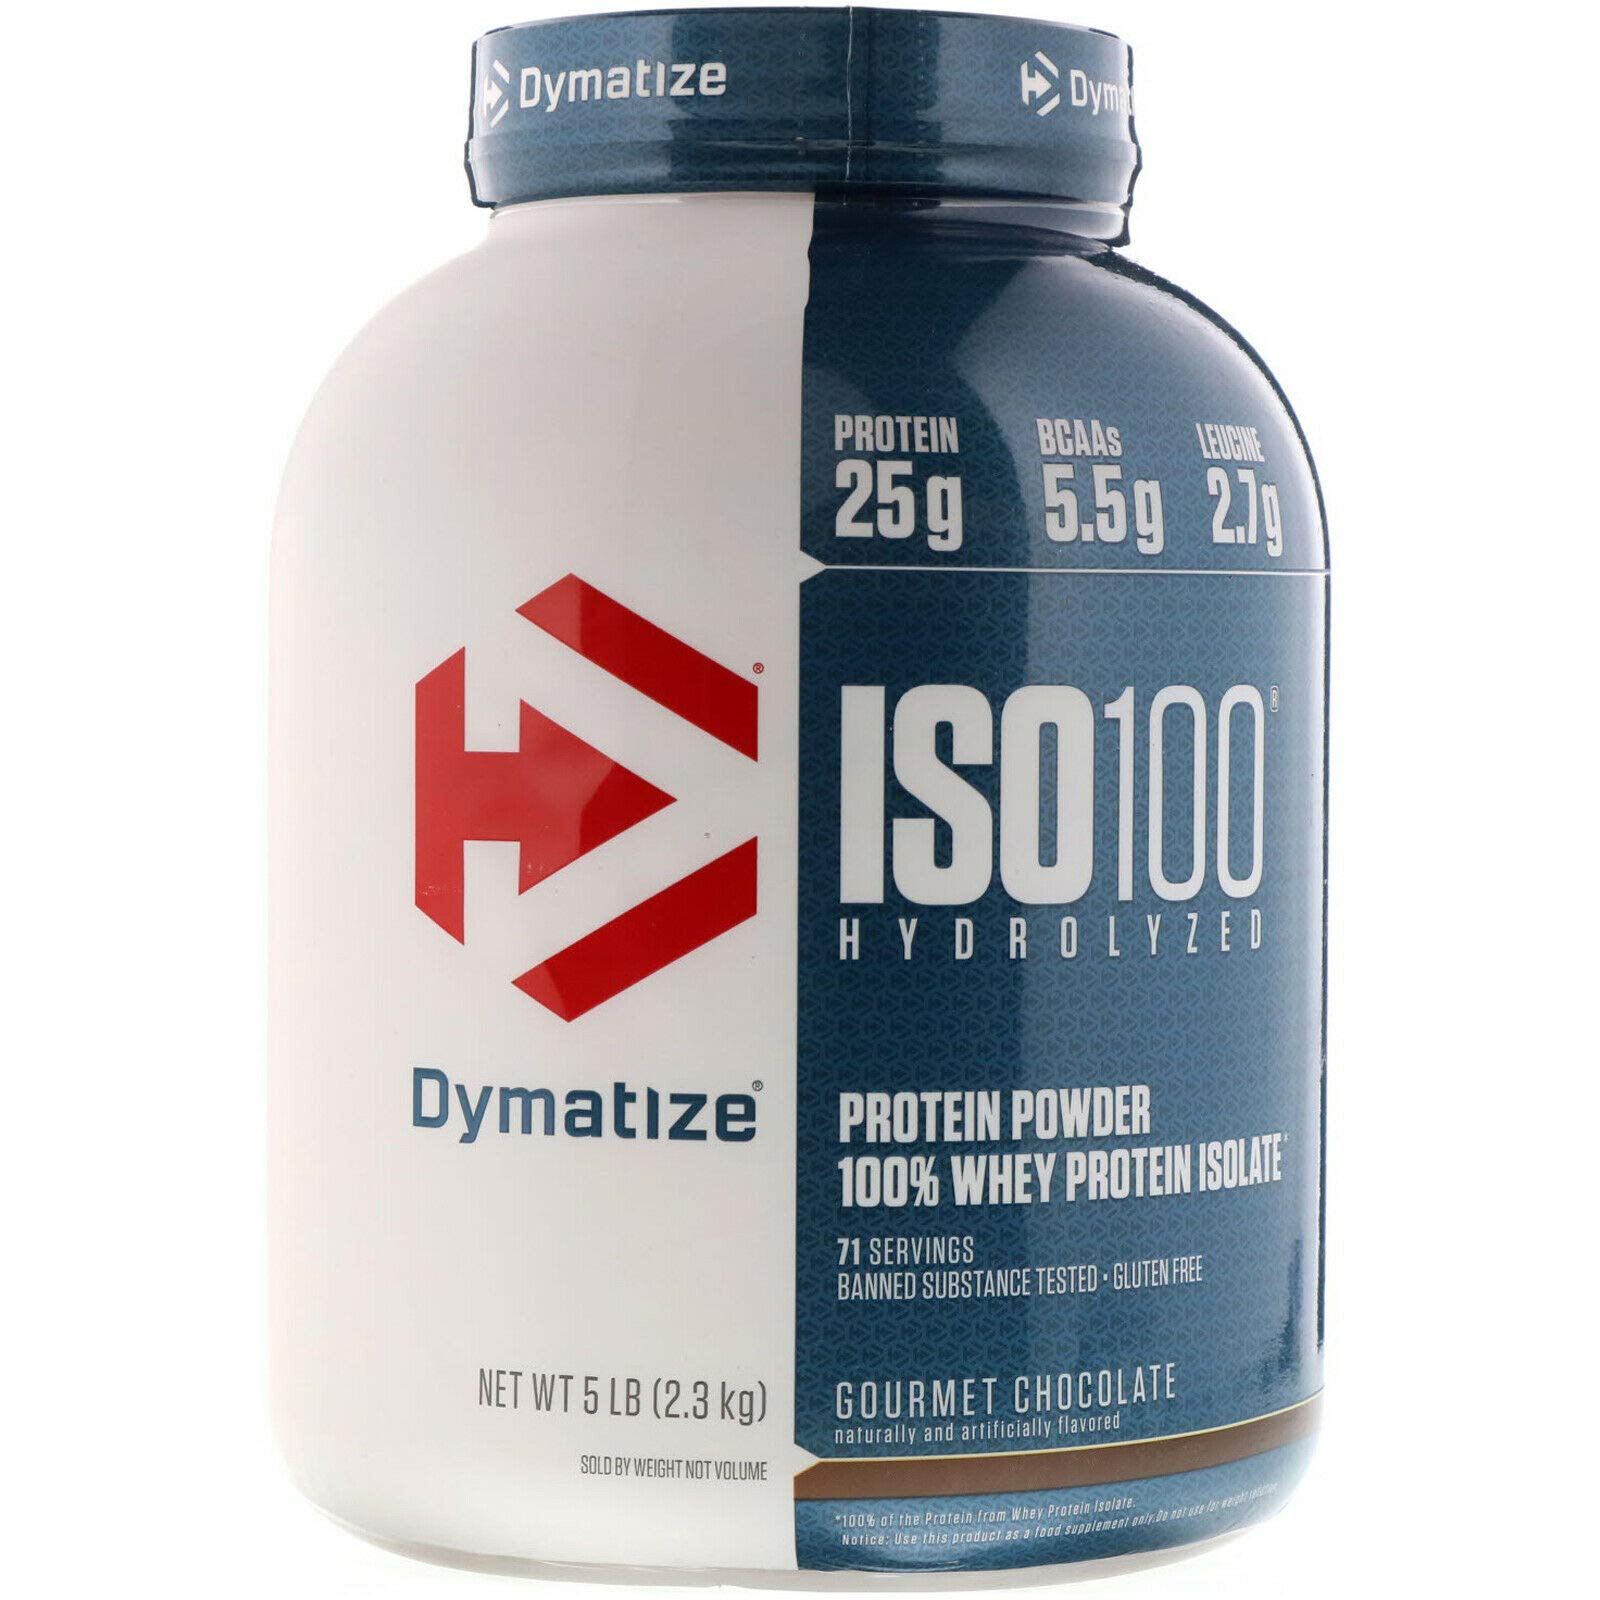 Dymatize
Dymatize
PROTEIN BCAAs LEUCINE
25g 5.5g 2.7g
ISO100®
HYDROLYZED
Dymatize®
PROTEIN POWDER
100% WHEY PROTEIN ISOLATE*
71 SERVINGS
BANNED SUBSTANCE TESTED • GLUTEN FREE
NET WT 5 LB (2.3 kg)
SOLD BY WEIGHT NOT VOLUME
GOURMET CHOCOLATE
naturally and artificially flavored
*100% of the Protein from Whey Protein Isolate.
Notice: Use this product as a food supplement only. Do not use for weight reduction.